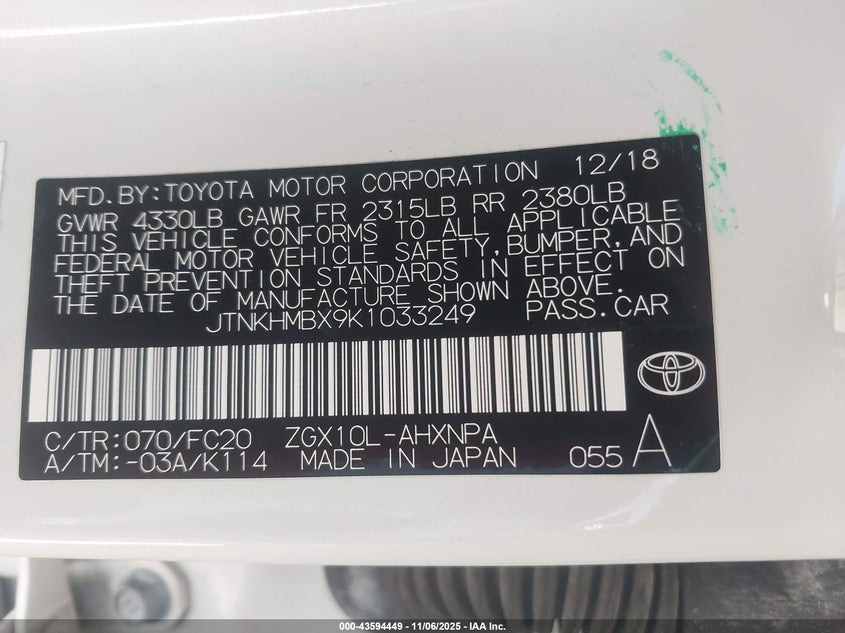 MFD.BY:TOYOTA MOTOR CORPORATION 12/18
GVWR 4330LB GAWR FR 2315LB RR 2380LB
THIS VEHICLE CONFORMS TO ALL APPLICABLE
FEDERAL MOTOR VEHICLE SAFETY,BUMPER,AND
THEFT PREVENTION STANDARDS IN EFFECT ON
THE DATE OF MANUFACTURE SHOWN ABOVE.
JTNKHMBX9K1033249 PASS.CAR
C/TR:070/FC20 ZGX10L-AHXNPA
A/TM:-03A/K114 MADE IN JAPAN 055 A
000-43594449 - 11/06/2025 - IAA Inc.